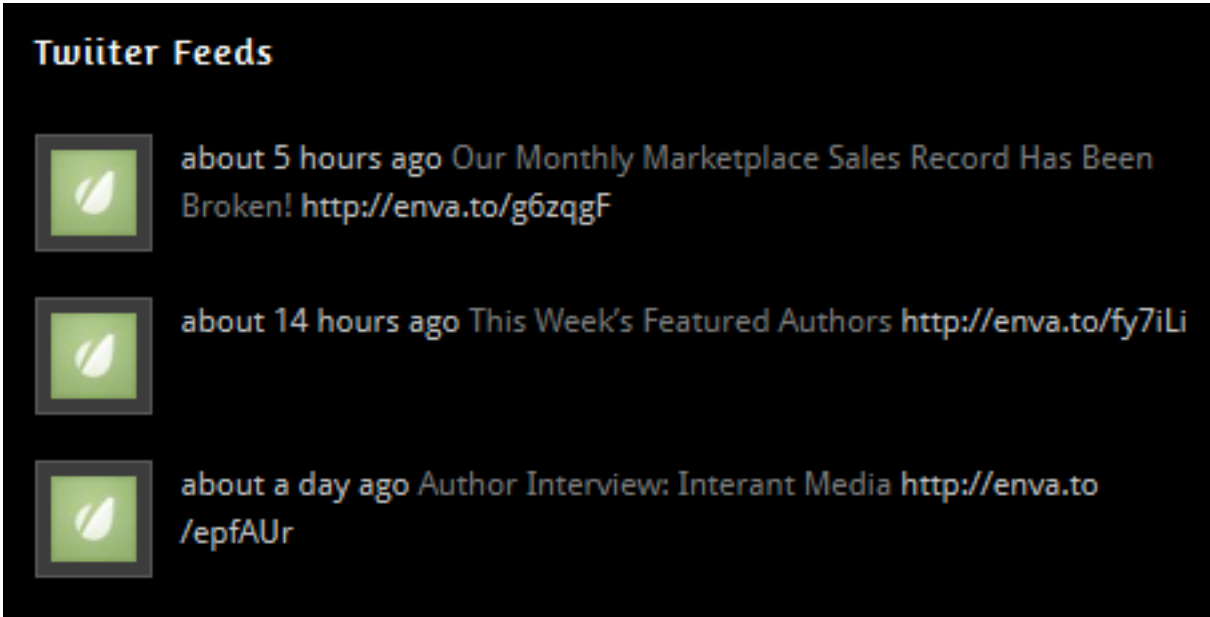 Twiiter Feeds
about 5 hours ago Our Monthly Marketplace Sales Record Has Been
Broken! http://enva.to/g6zqgF
about 14 hours ago This Week’s Featured Authors http://enva.to/fy7iLi
about a day ago Author Interview: Interant Media http://enva.to
/epfAUr